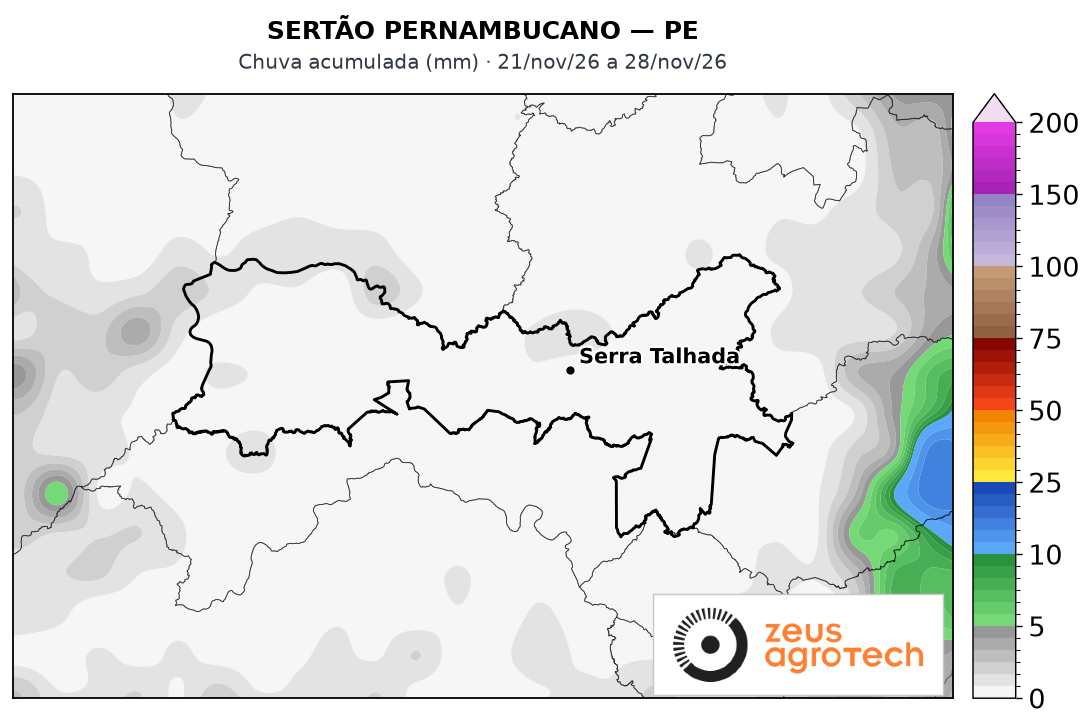 SERTÃO PERNAMBUCANO — PE
Chuva acumulada (mm) · 21/nov/26 a 28/nov/26
200
150
100
75
50
25
10
5
0
Serra Talhada
zeus
agrotech